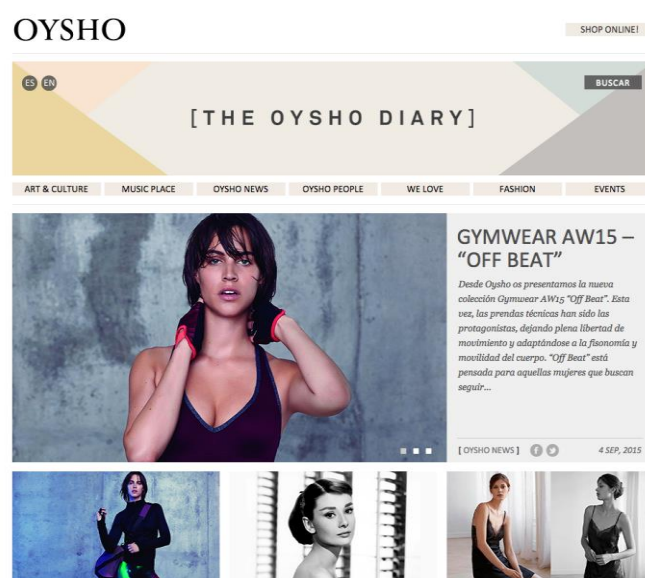 OYSHO
SHOP ONLINE!
ES EN
BUSCAR
[THE OYSHO DIARY]
ART & CULTURE
MUSIC PLACE
OYSHO NEWS
OYSHO PEOPLE
WE LOVE
FASHION
EVENTS
GYMWEAR AW15 –
“OFF BEAT”
Desde Oysho os presentamos la nueva
colección Gymwear AW15 “Off Beat”. Esta
vez, las prendas técnicas han sido las
protagonistas, dejando plena libertad de
movimiento y adaptándose a la fisonomía y
movilidad del cuerpo. “Off Beat” está
pensada para aquellas mujeres que buscan
seguir...
[ OYSHO NEWS ]
4 SEP, 2015